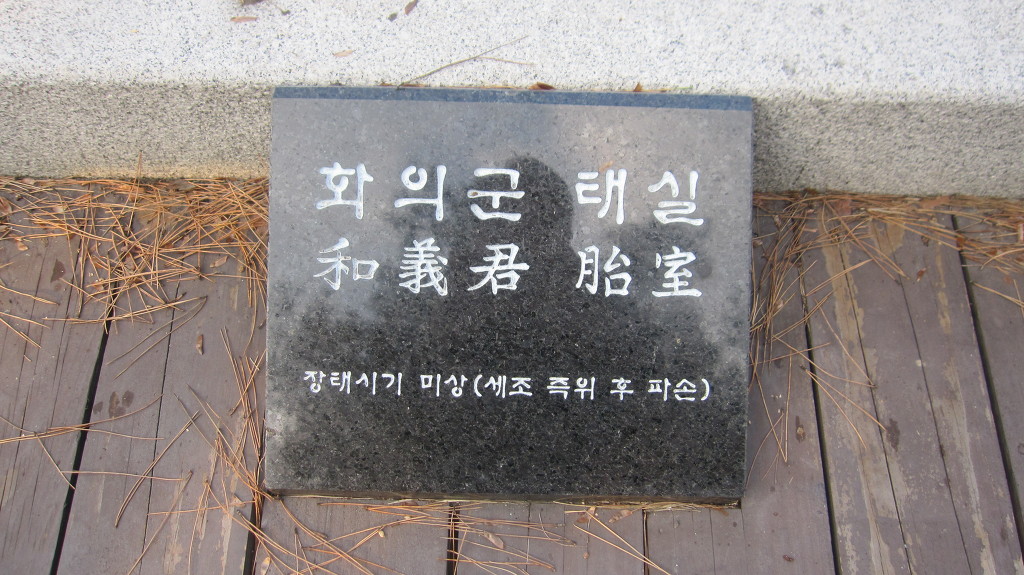 화의군 태실
和義君 胎室
장태시기 미상(세조 즉위 후 파손)